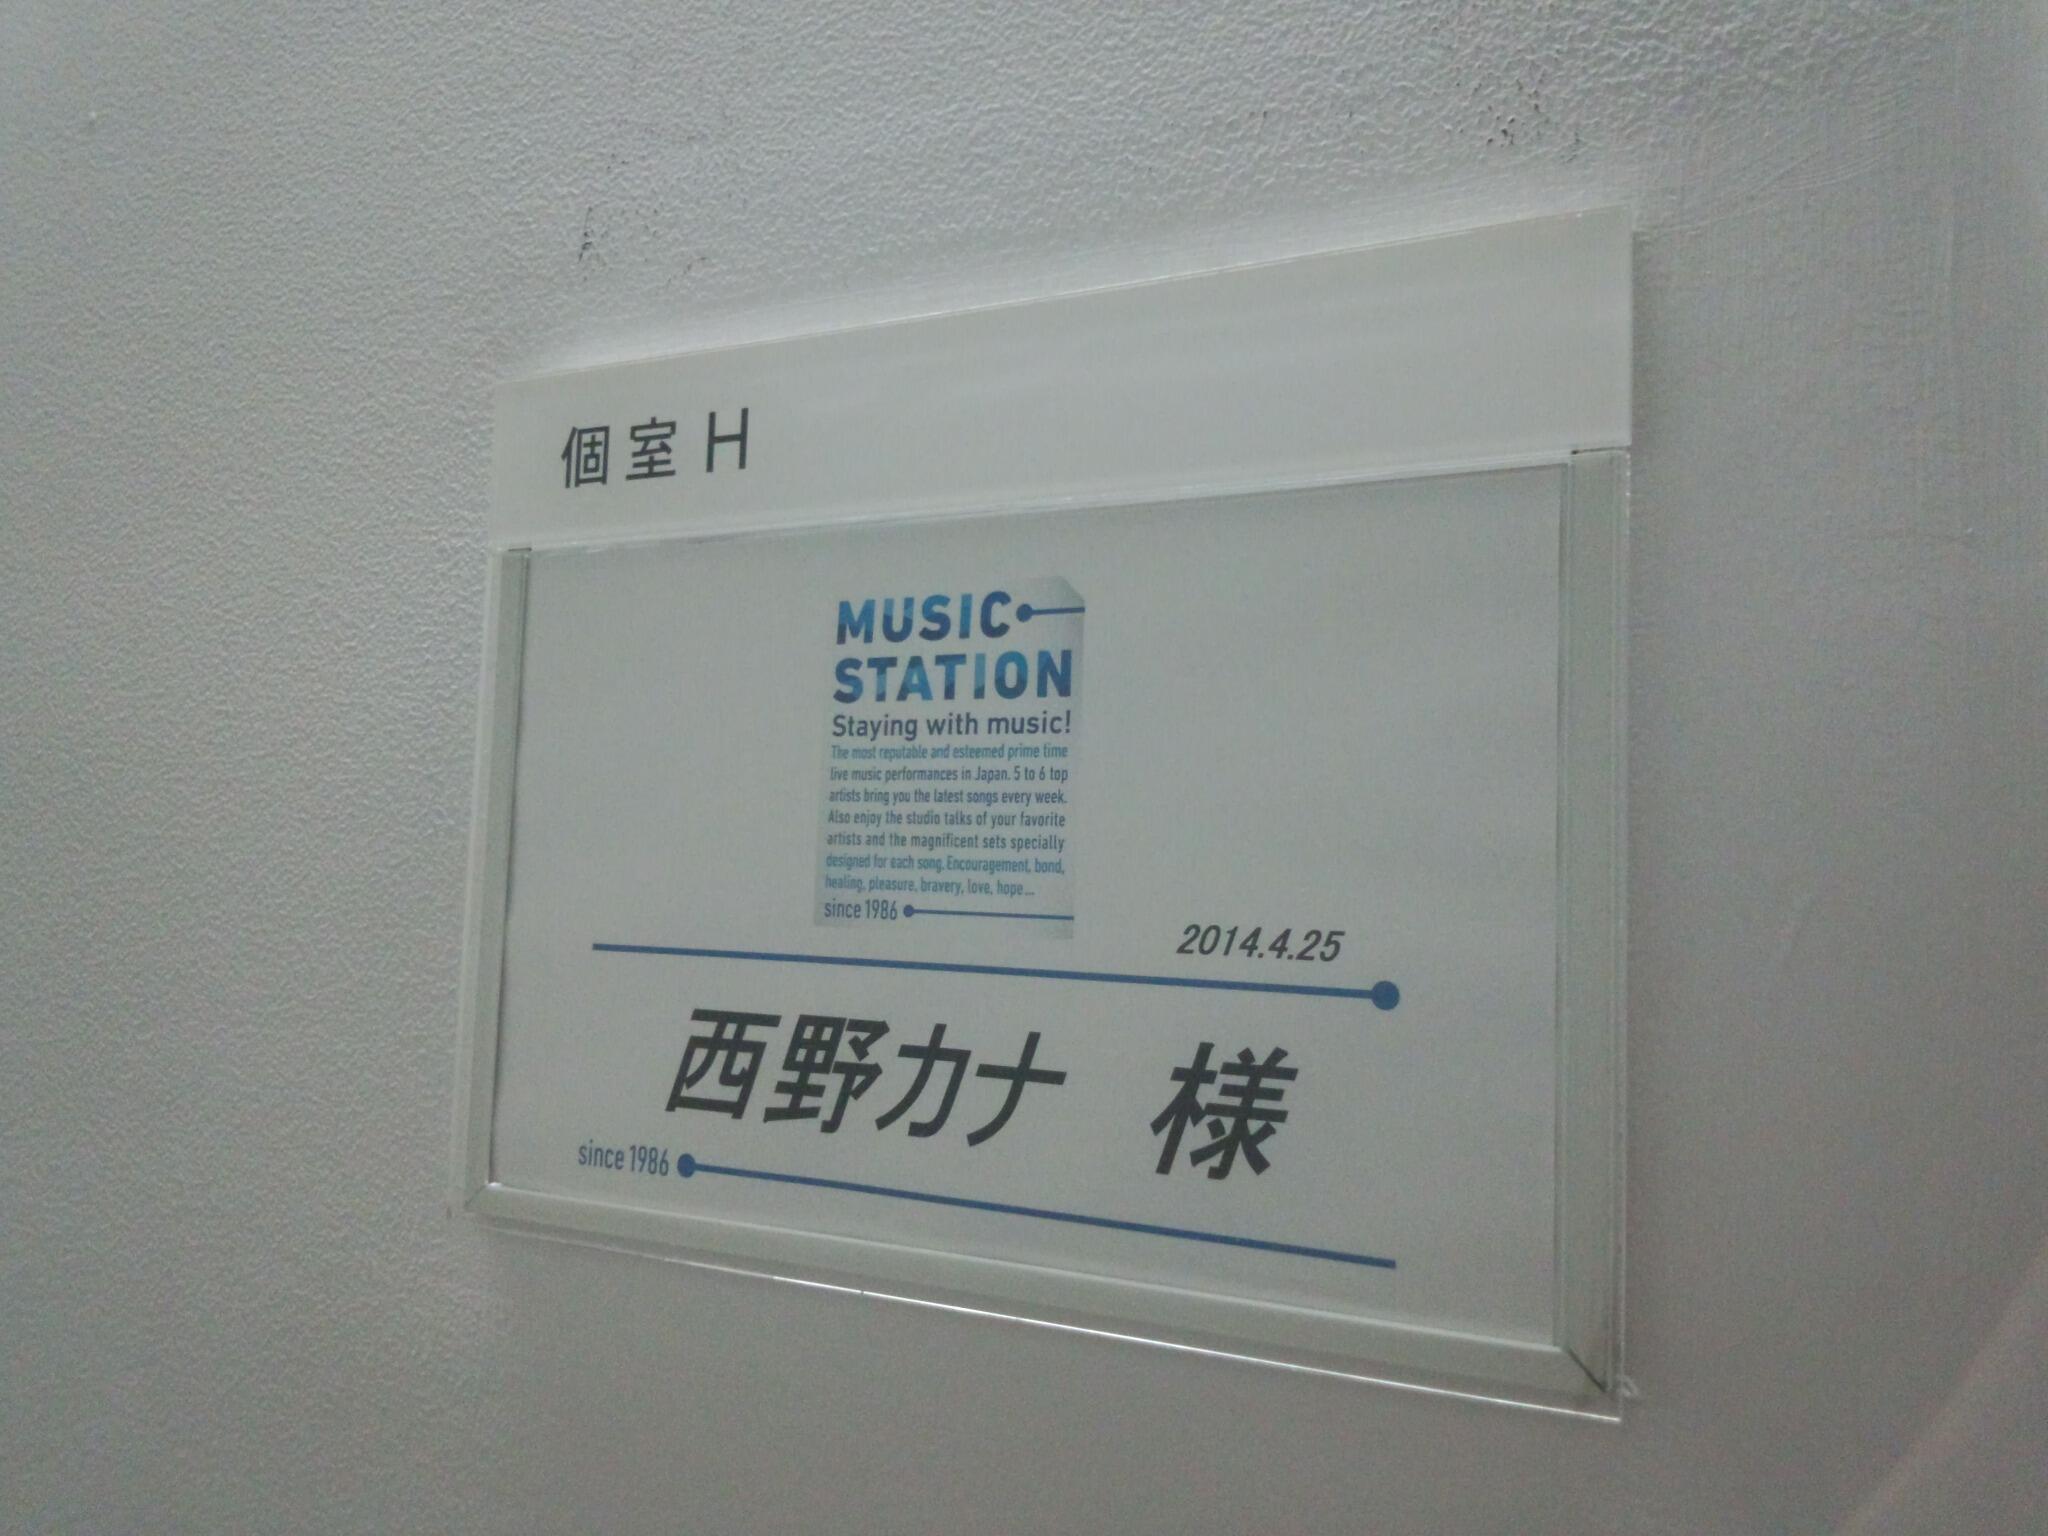 個室 H
MUSIC
STATION
Staying with music!
The most reputable and esteemed prime time
live music performances in Japan. 5 to 6 top
artists bring you the latest songs every week.
Also enjoy the studio talks of your favorite
artists and the magnificent sets specially
designed for each song. Encouragement, bond,
healing, pleasure, bravery, love, hope...
since 1986
2014.4.25
西野カナ 様
since 1986